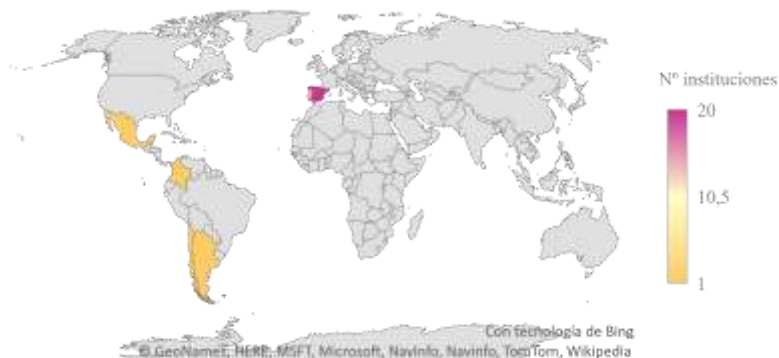 Nº instituciones
20
10,5
1
Con tecnología de Bing
© GeoNames, HERE, MSFT, Microsoft, NavInfo, Navinfo, TomTom, Wikipedia